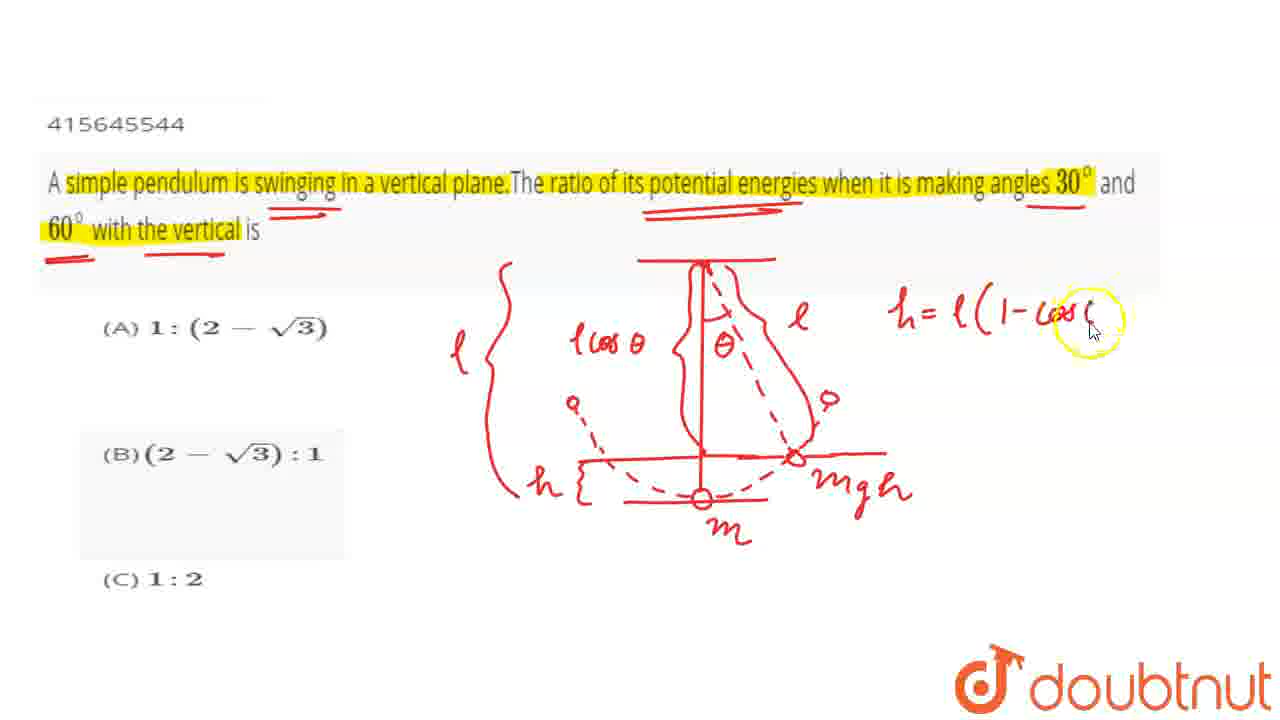 415645544
A simple pendulum is swinging in a vertical plane.The ratio of its potential energies when it is making angles 30° and
60° with the vertical is
(A) 1 : (2 − √3)
(B) (2 − √3) : 1
(C) 1 : 2
l
l cos θ
θ
l
h = l(1 - cos(
h
mgh
m
doubtnut